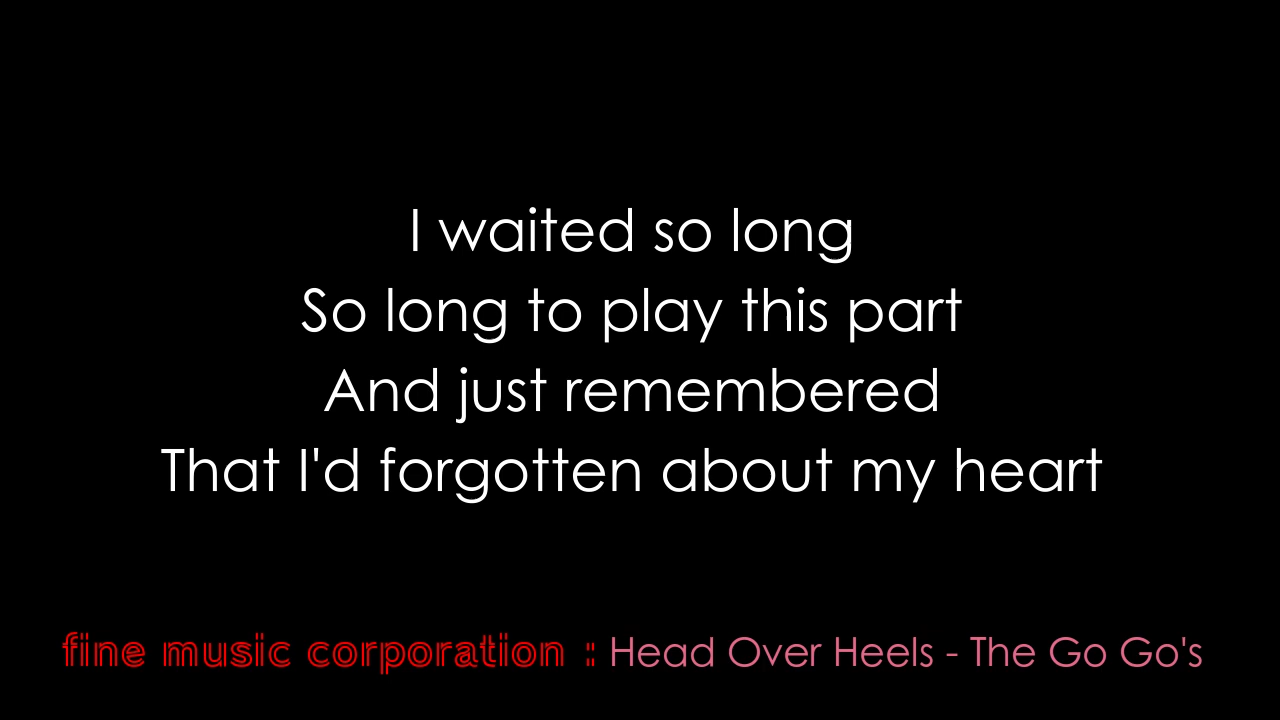 I waited so long
So long to play this part
And just remembered
That I'd forgotten about my heart
fine music corporation : Head Over Heels - The Go Go's